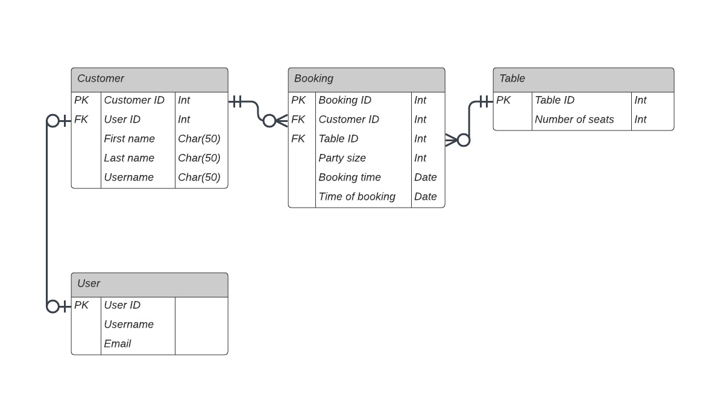 Customer
PK Customer ID Int
FK User ID Int
First name Char(50)
Last name Char(50)
Username Char(50)
Booking
PK Booking ID Int
FK Customer ID Int
FK Table ID Int
Party size Int
Booking time Date
Time of booking Date
Table
PK Table ID Int
Number of seats Int
User
PK User ID
Username
Email